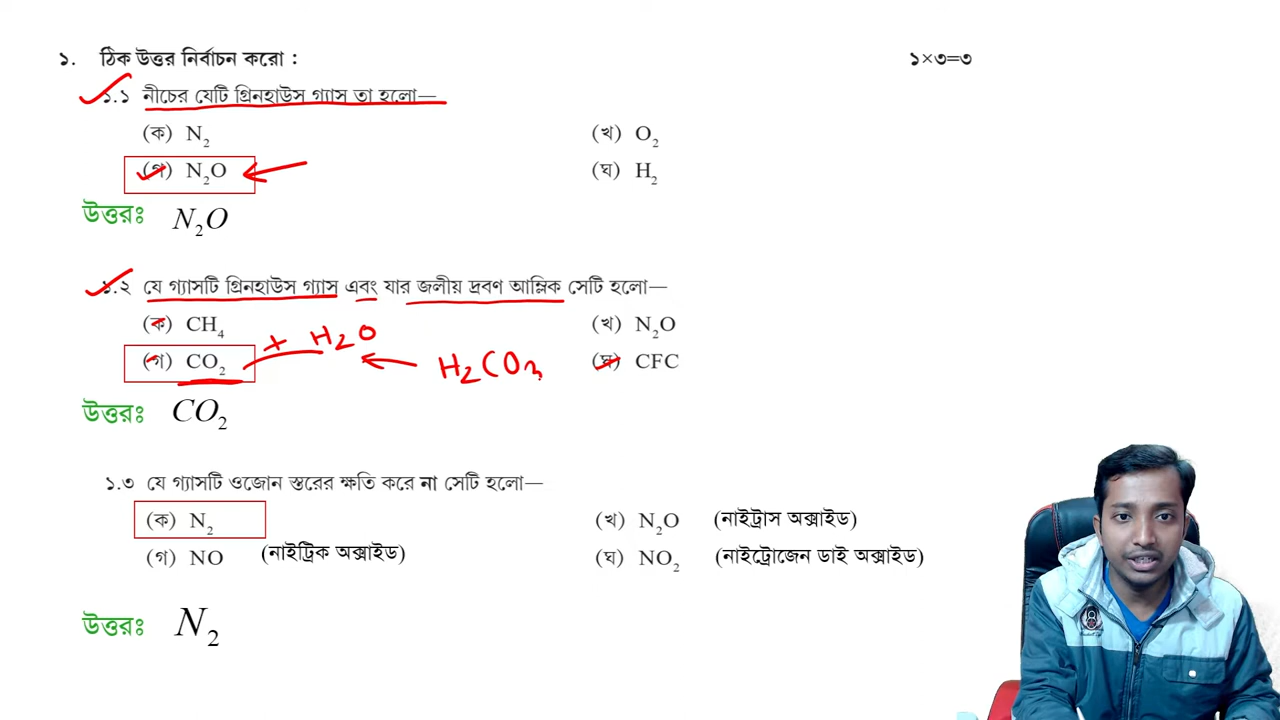 ১. ঠিক উত্তর নির্বাচন করো : ১×৩=৩
১.১ নীচের যেটি গ্রিনহাউস গ্যাস তা হলো—
(ক) N₂ (খ) O₂
(গ) N₂O (ঘ) H₂
উত্তরঃ N₂O
১.২ যে গ্যাসটি গ্রিনহাউস গ্যাস এবং যার জলীয় দ্রবণ আম্লিক সেটি হলো—
(ক) CH₄ + H₂O (খ) N₂O
(গ) CO₂ H₂CO₃ (ঘ) CFC
উত্তরঃ CO₂
১.৩ যে গ্যাসটি ওজোন স্তরের ক্ষতি করে না সেটি হলো—
(ক) N₂ (খ) N₂O (নাইট্রাস অক্সাইড)
(গ) NO (নাইট্রিক অক্সাইড) (ঘ) NO₂ (নাইট্রোজেন ডাই অক্সাইড)
উত্তরঃ N₂